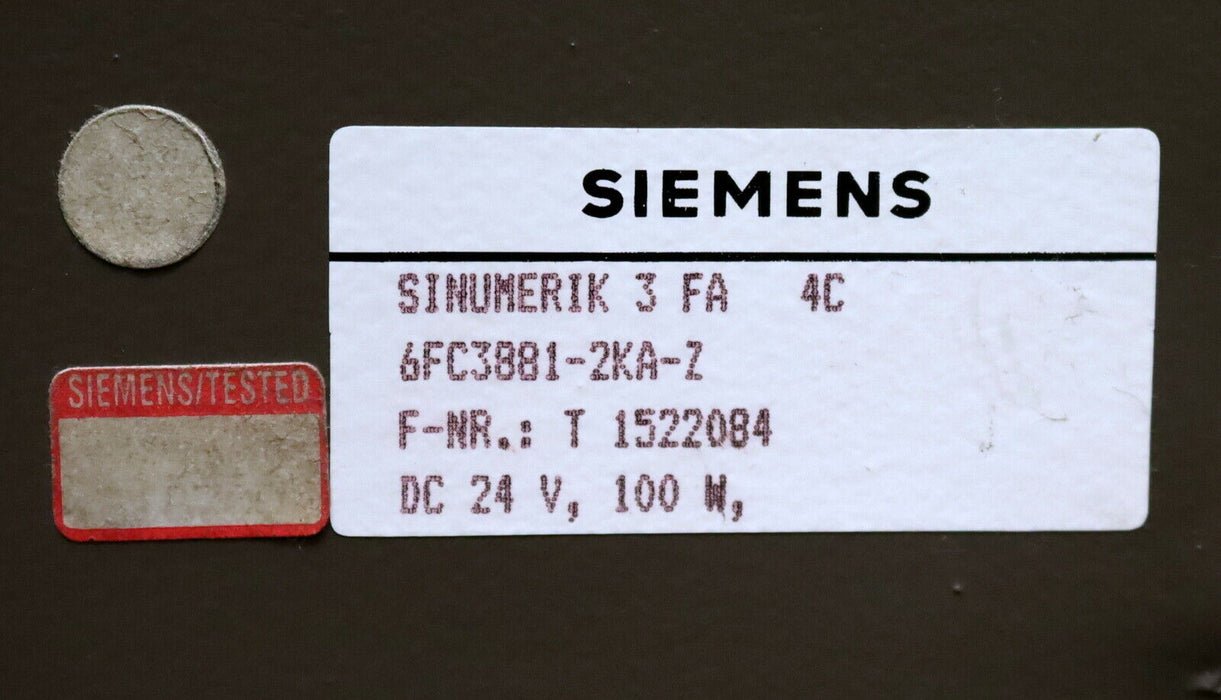 SIEMENS
SINUMERIK 3 FA 4C
6FC3881-2KA-Z
F-NR.: T 1522084
DC 24 V, 100 W,
SIEMENS/TESTED